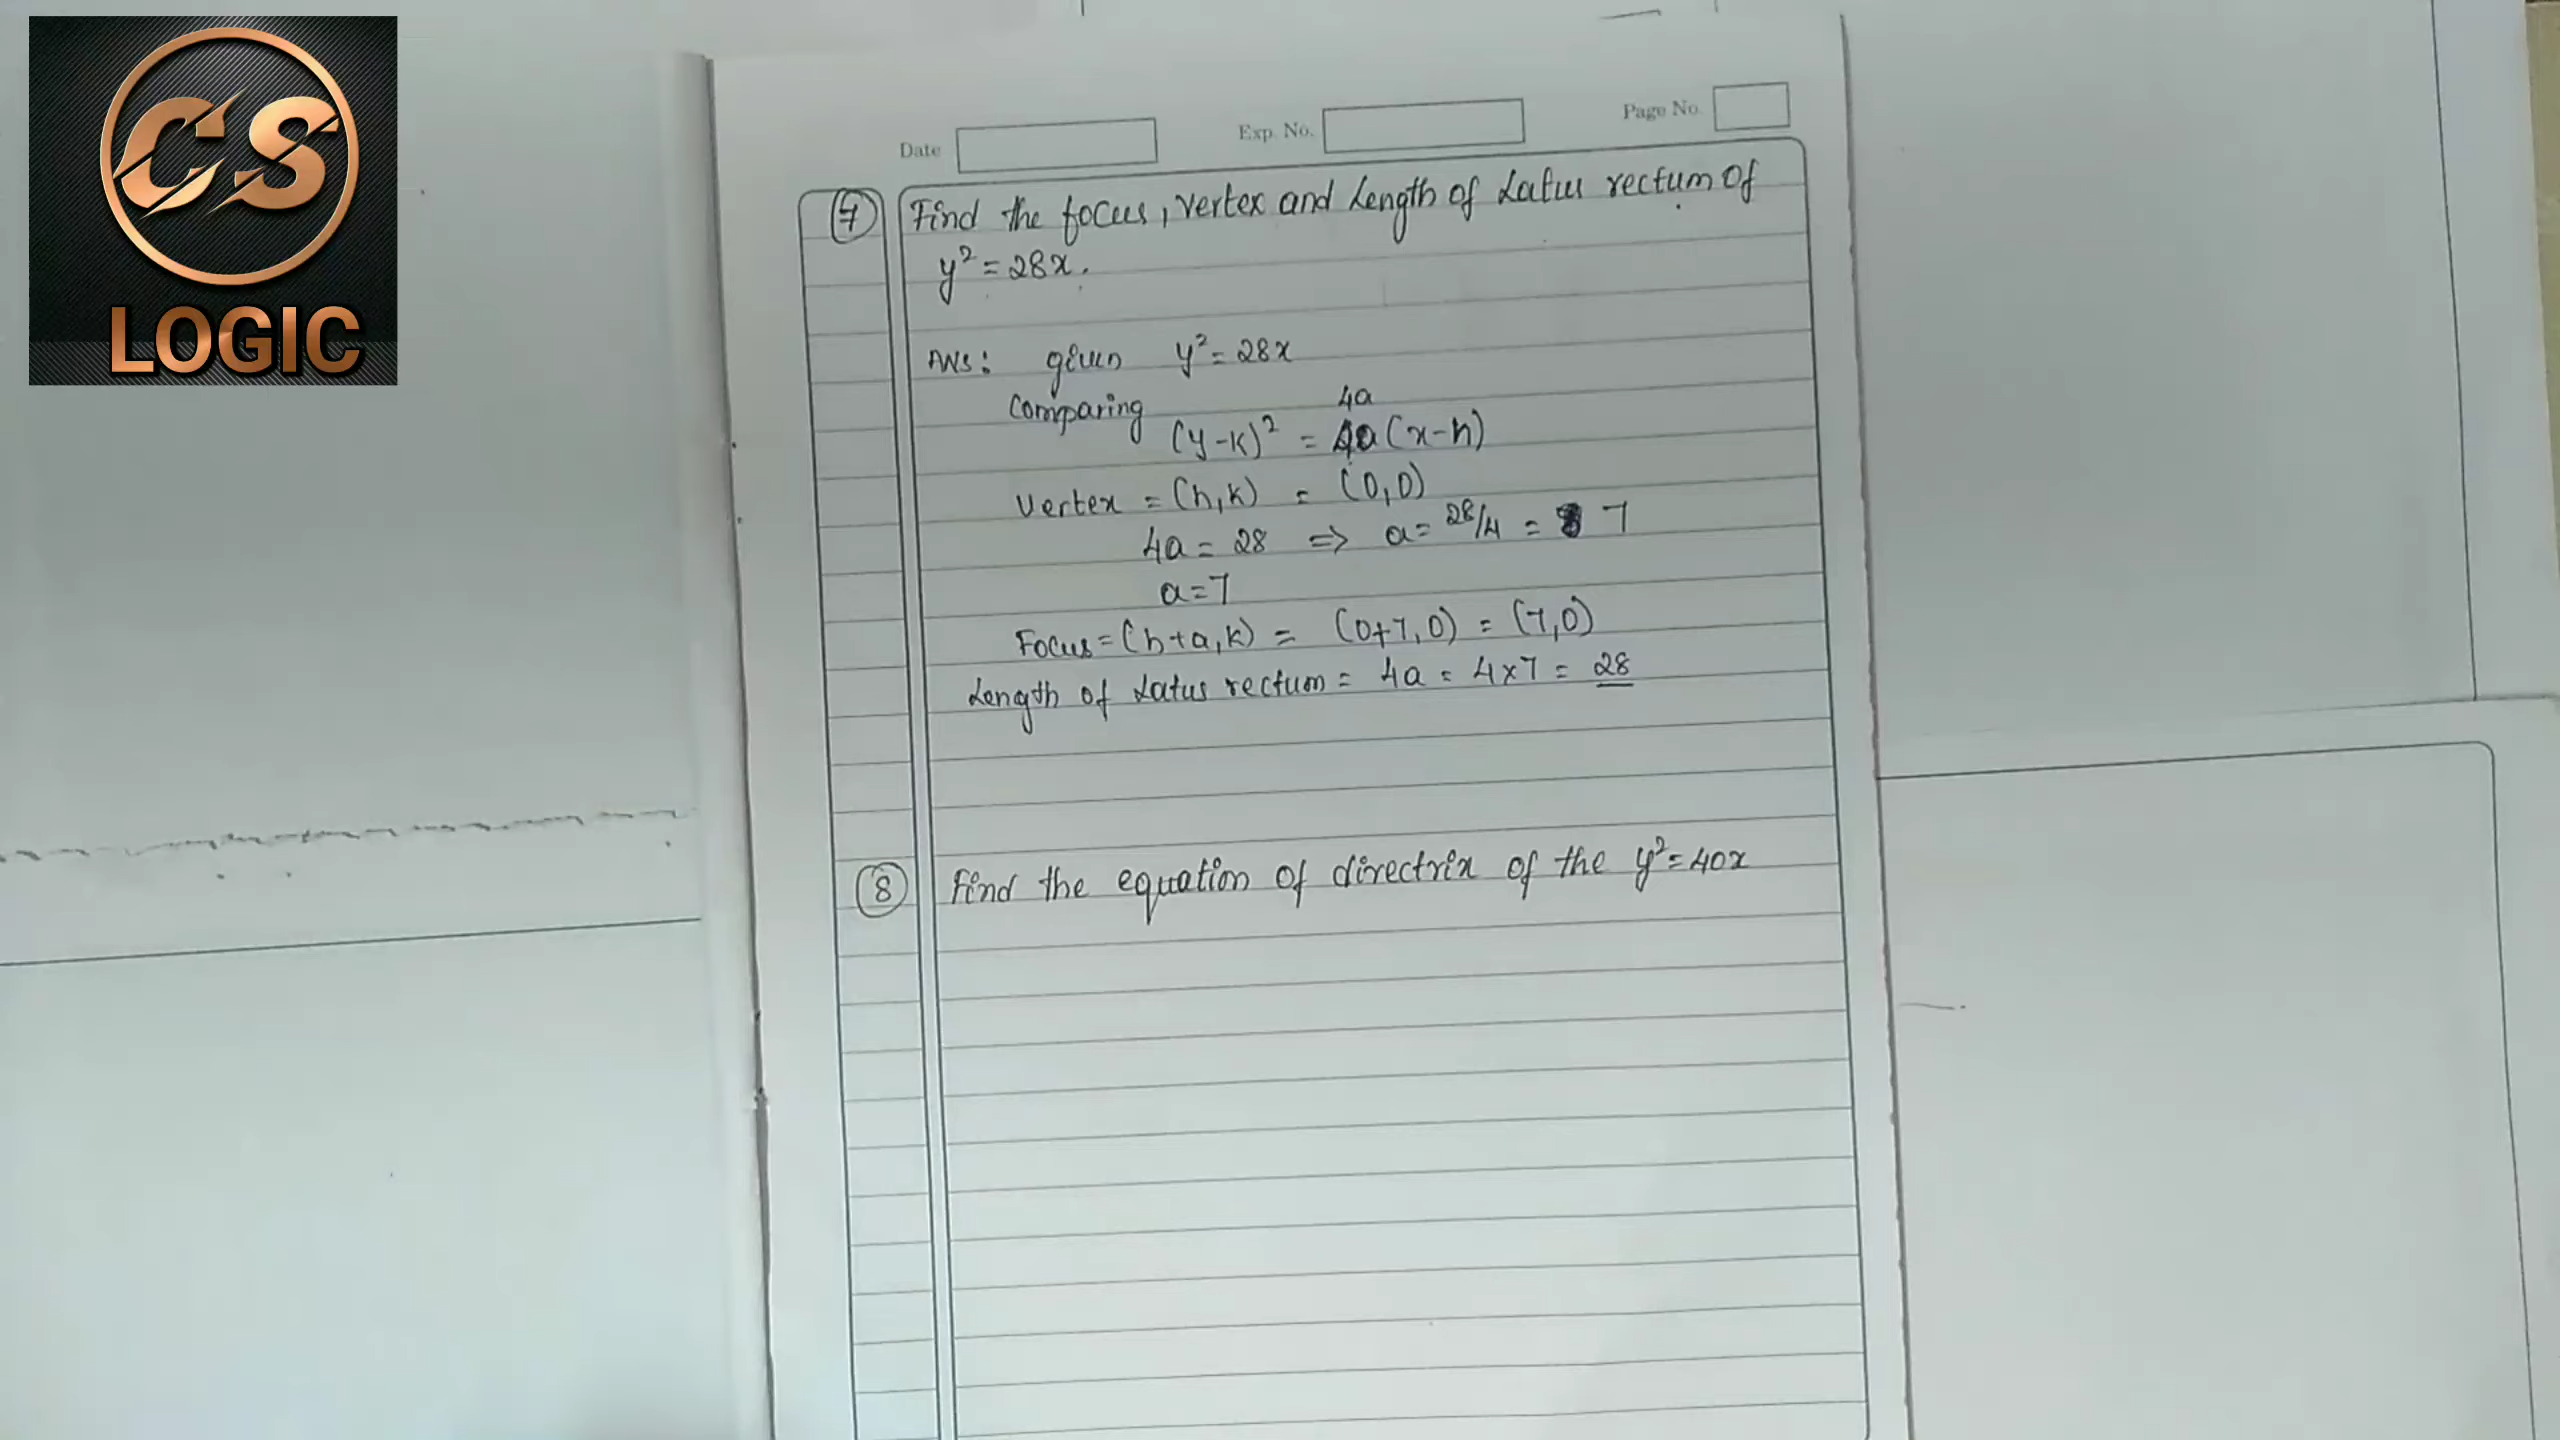 CS
LOGIC
Date Exp. No. Page No.
7 Find the focus, vertex and Length of Latus rectum of
y² = 28x.
Ans: given y² = 28x
Comparing 4a
(y-k)² = 4a(x-h)
Vertex = (h,k) = (0,0)
4a = 28 => a = 28/4 = 7
a = 7
Focus = (h+a,k) = (0+7,0) = (7,0)
Length of Latus rectum = 4a = 4x7 = 28
8 Find the equation of directrix of the y² = 40x